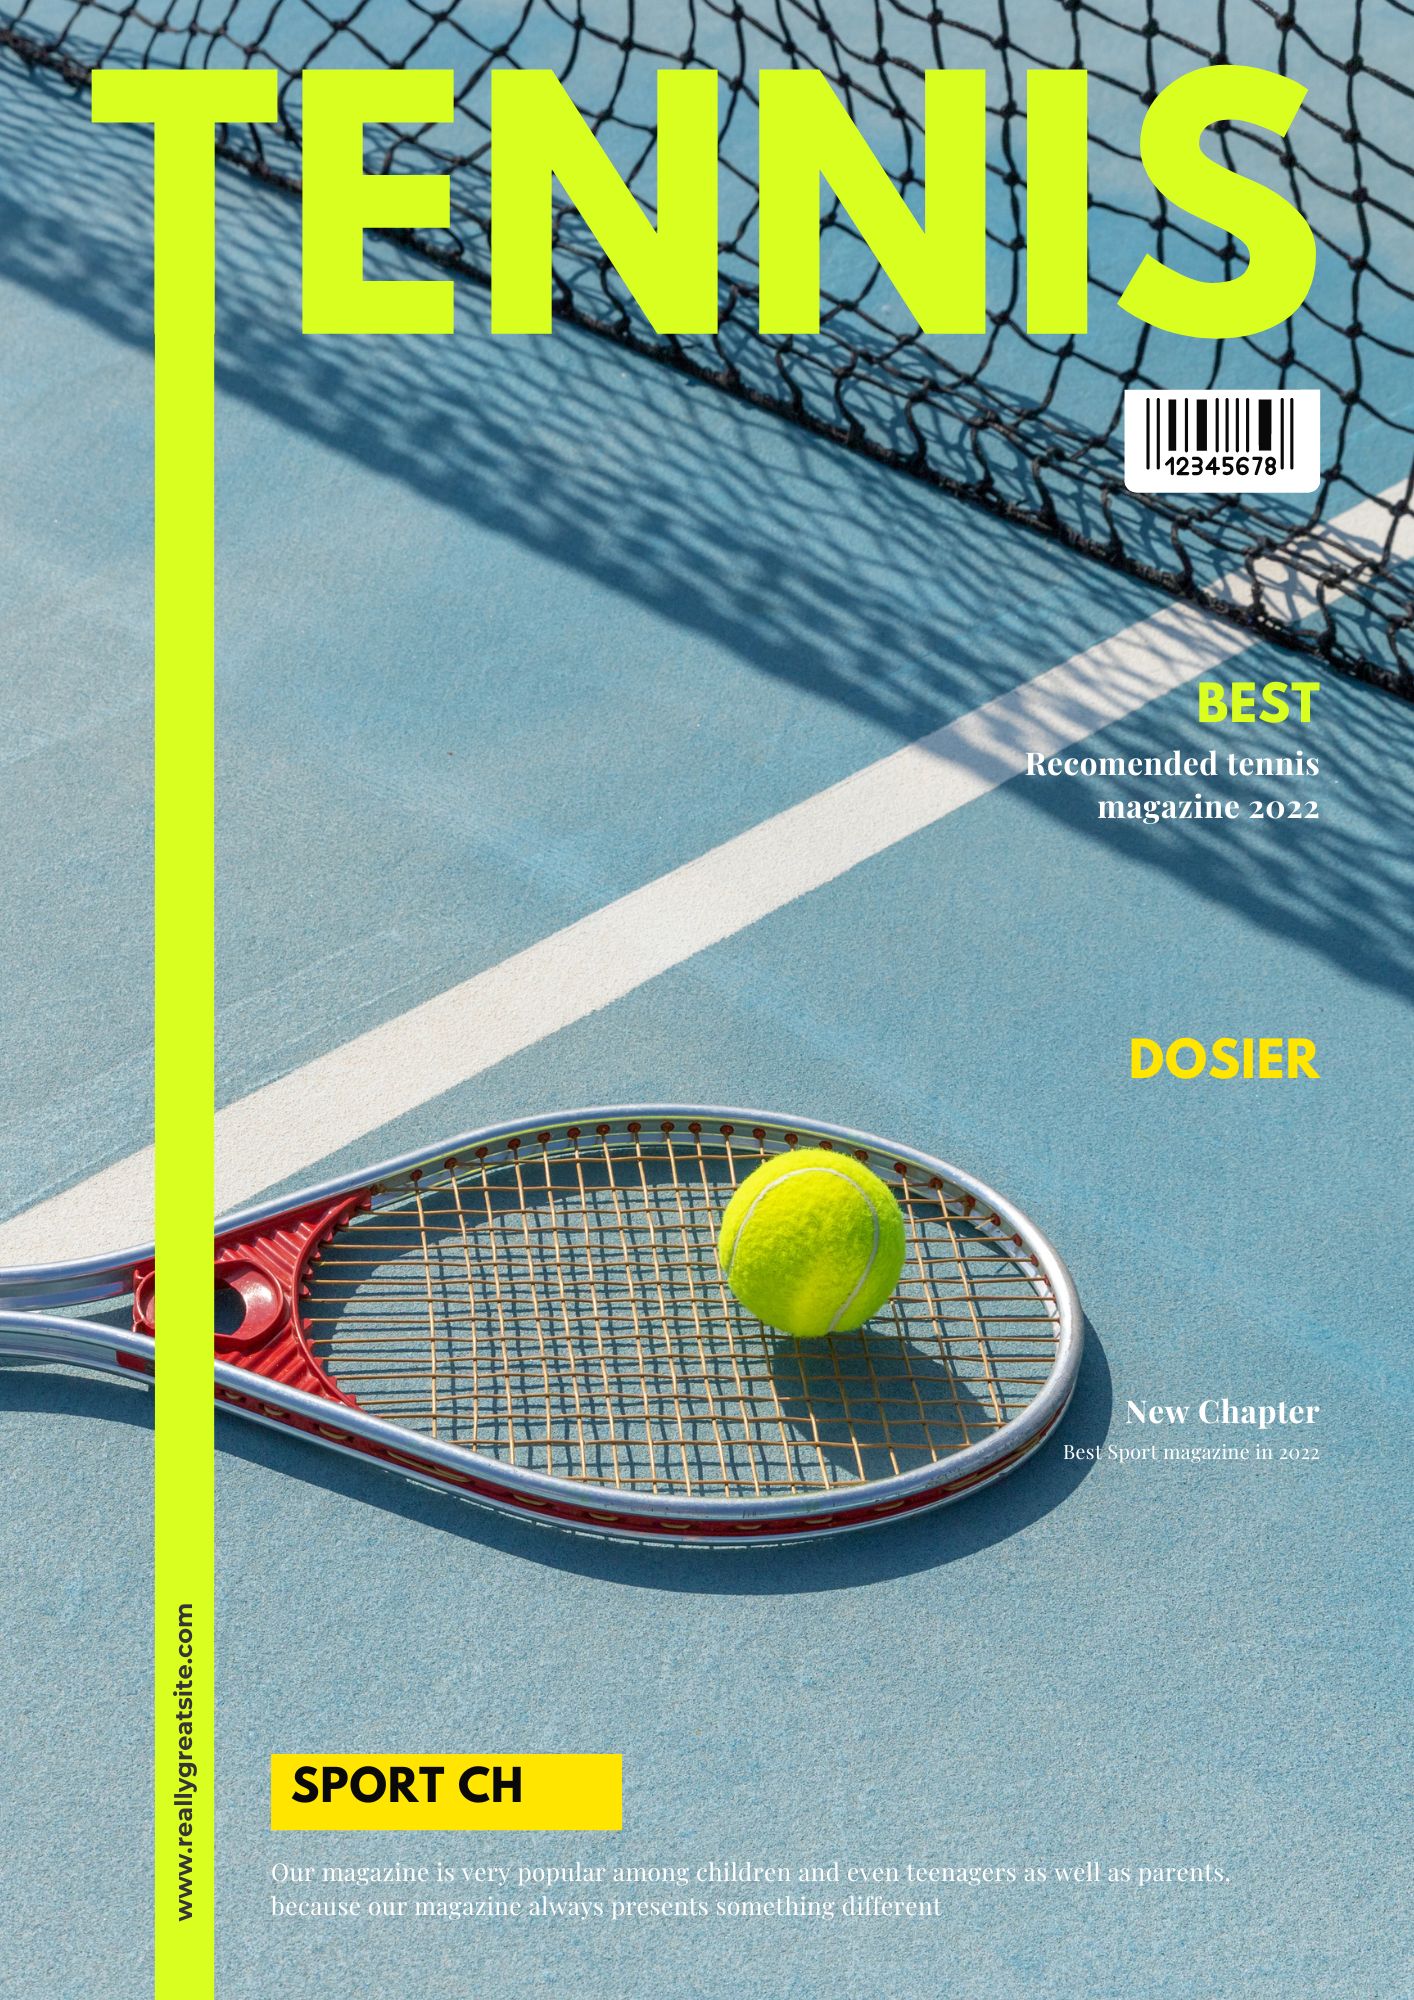 TENNIS
12345678
BEST
Recomended tennis
magazine 2022
DOSIER
New Chapter
Best Sport magazine in 2022
www.reallygreatsite.com
SPORT CH
Our magazine is very popular among children and even teenagers as well as parents,
because our magazine always presents something different